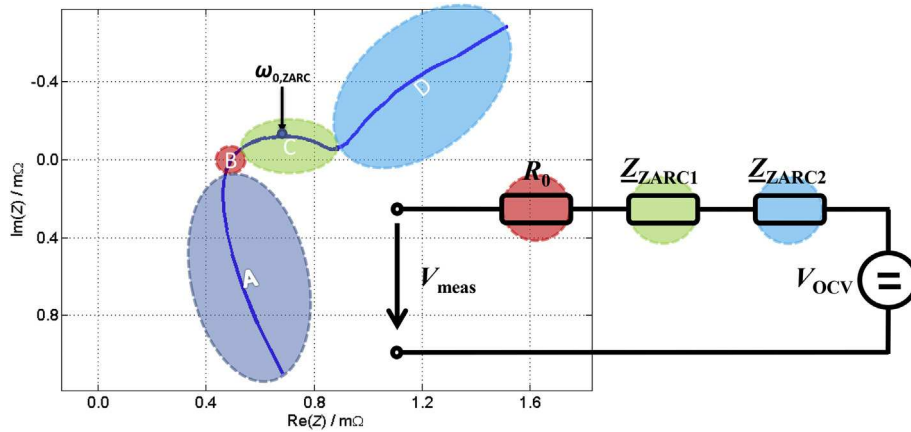 -0.4
0.0
0.4
0.8
Im(Z) / mΩ
0.0
0.4
0.8
1.2
1.6
Re(Z) / mΩ
ω0,ZARC
A
B
C
D
R0
ZZARC1
ZZARC2
Vmeas
VOCV